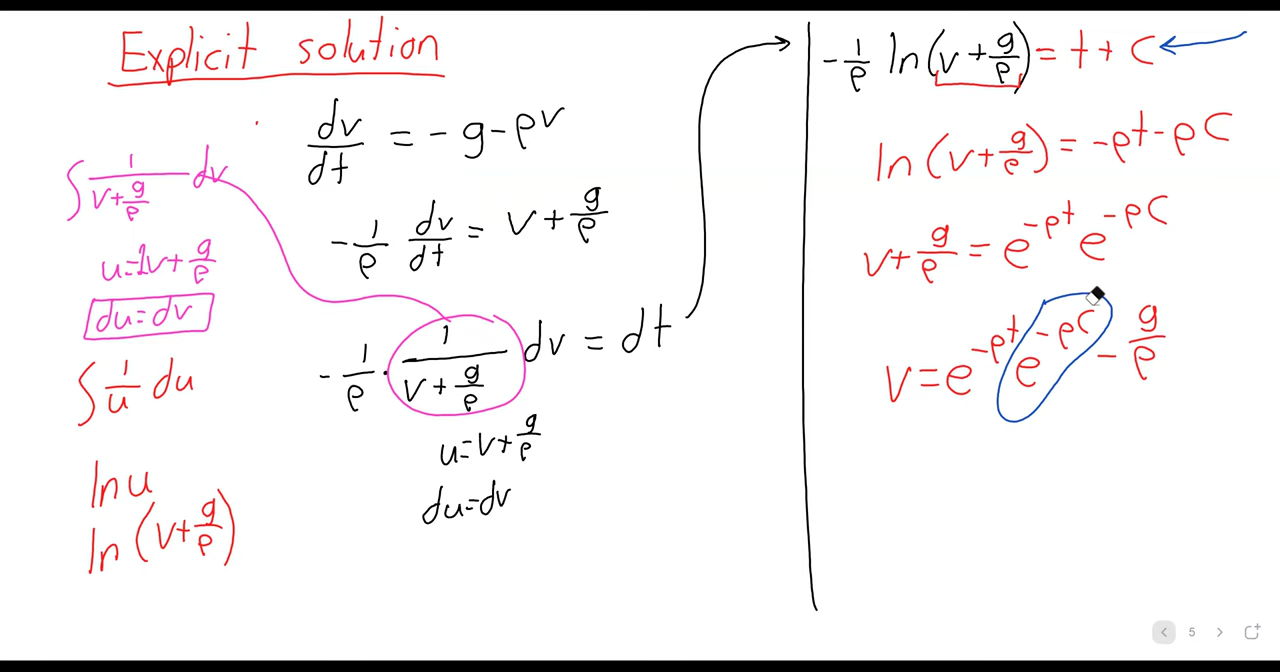 Explicit solution
dv/dt = -g-ρv
-1/ρ dv/dt = v + g/ρ
-1/ρ · 1/(v + g/ρ) dv = dt
u=v+g/ρ
du=dv
∫ 1/(v+g/ρ) dv
u=1v+g/ρ
du=dv
∫ 1/u du
ln u
ln (v+g/ρ)
-1/ρ ln(v+g/ρ) = t + C
ln (v+g/ρ) = -ρt-ρC
v+g/ρ = e^-ρt e^-ρC
v=e^-ρt e^-ρC - g/ρ
5